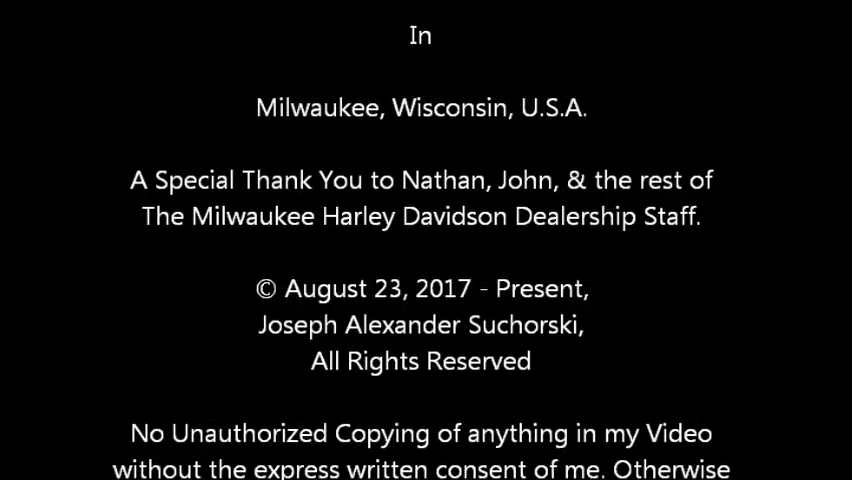 In
Milwaukee, Wisconsin, U.S.A.
A Special Thank You to Nathan, John, & the rest of
The Milwaukee Harley Davidson Dealership Staff.
© August 23, 2017 - Present,
Joseph Alexander Suchorski,
All Rights Reserved
No Unauthorized Copying of anything in my Video
without the express written consent of me. Otherwise